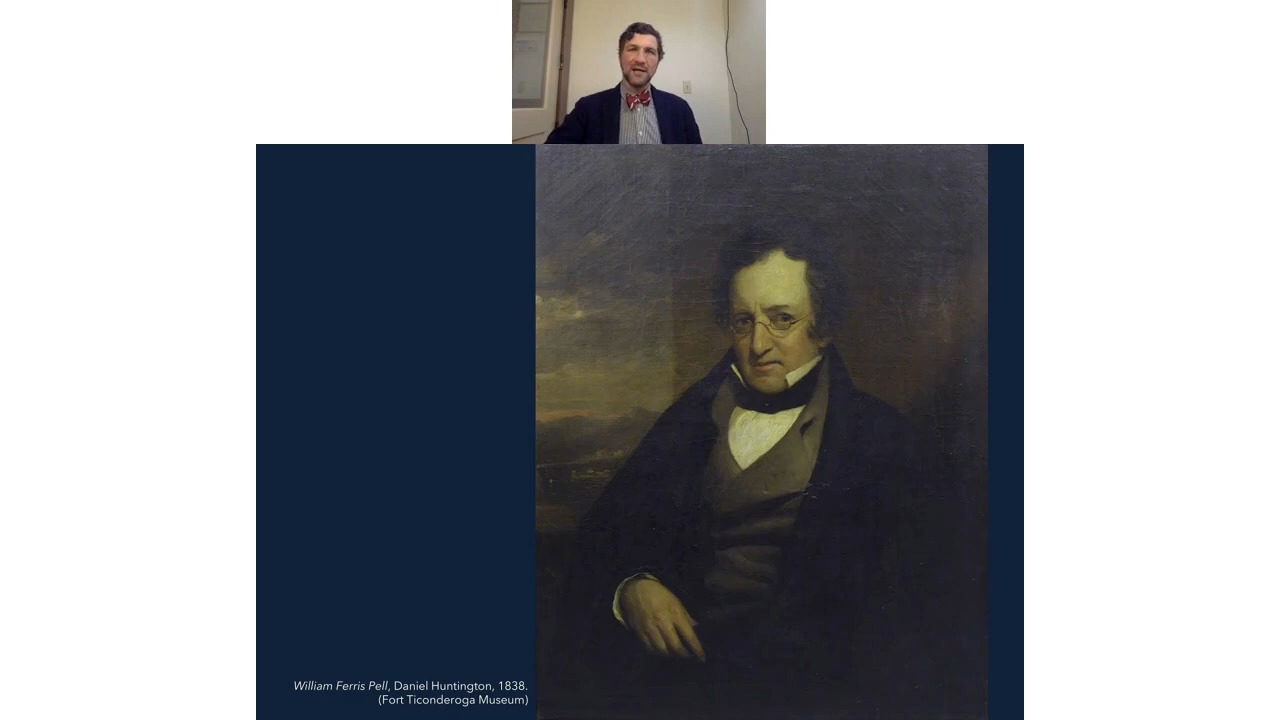 William Ferris Pell, Daniel Huntington, 1838.
(Fort Ticonderoga Museum)